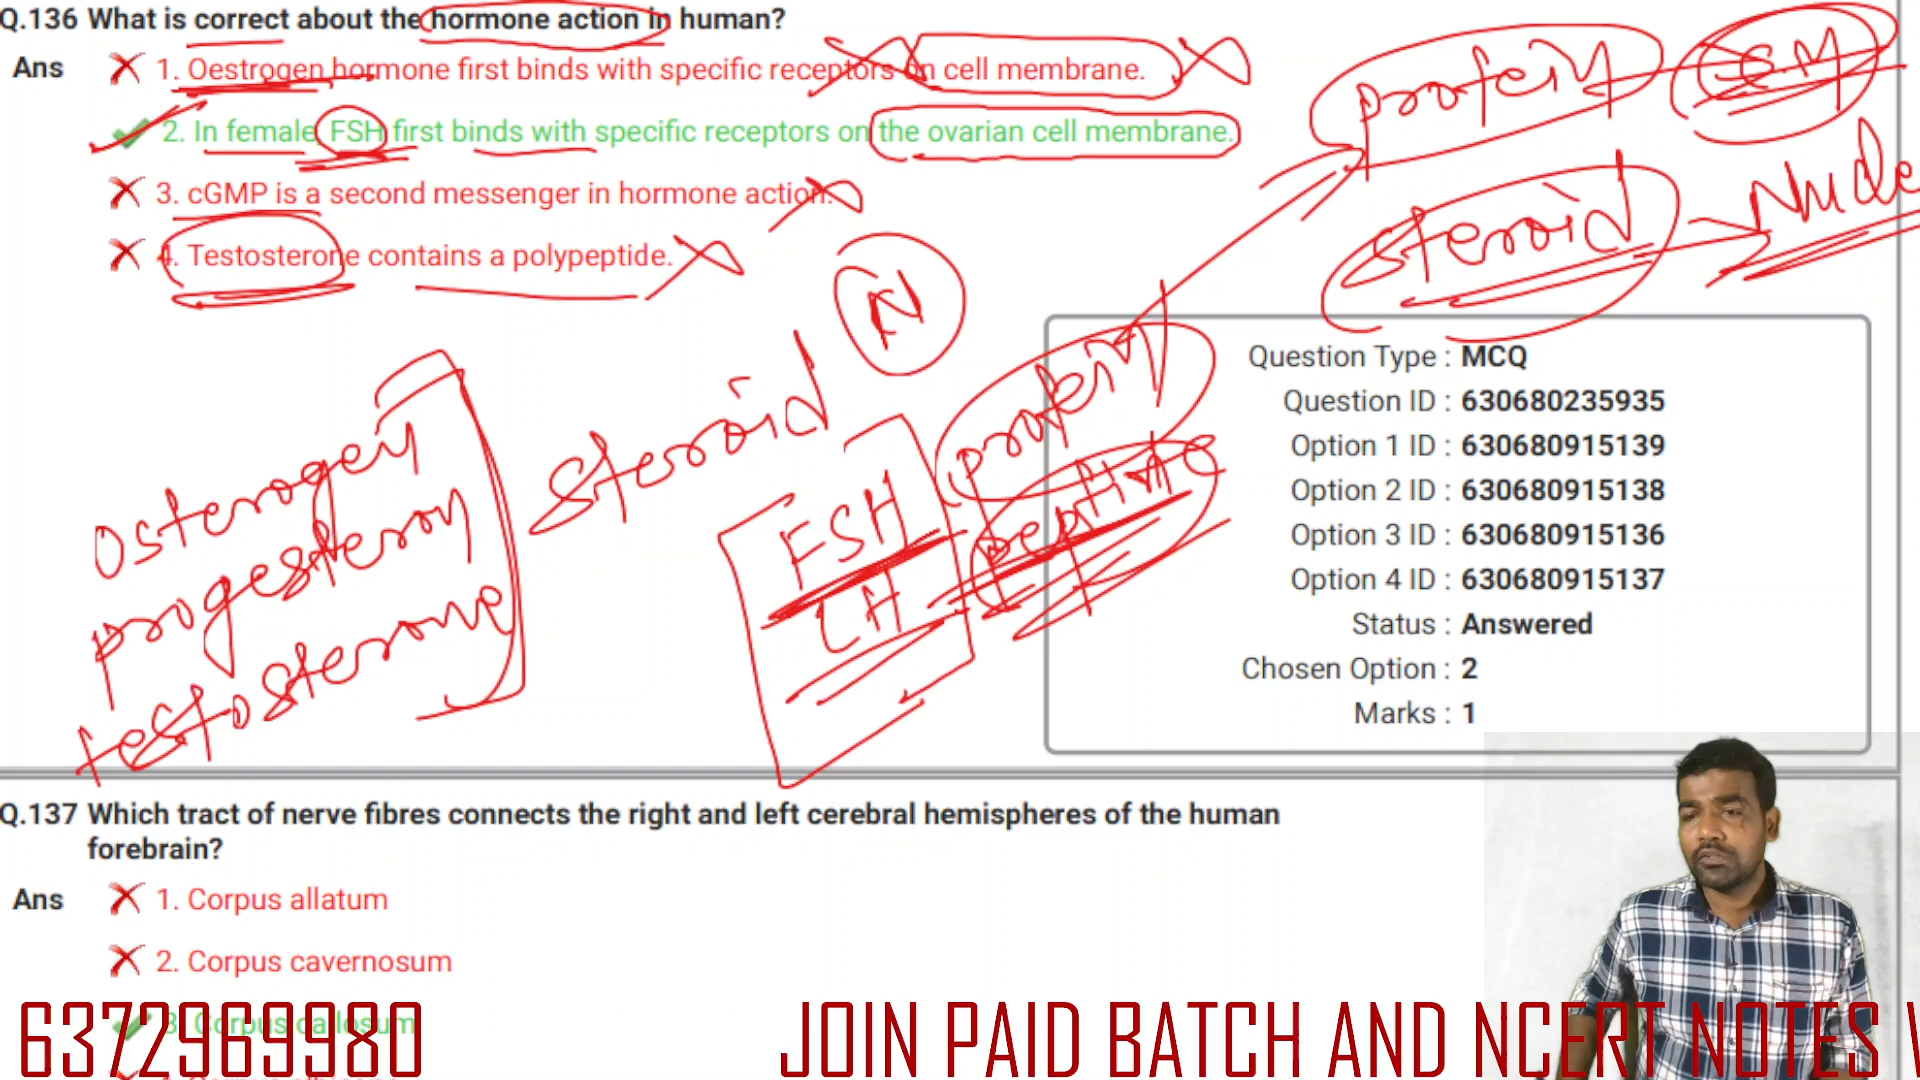 Q.136 What is correct about the hormone action in human?
Ans 1. Oestrogen hormone first binds with specific receptors on cell membrane.
2. In female FSH first binds with specific receptors on the ovarian cell membrane.
3. cGMP is a second messenger in hormone action.
4. Testosterone contains a polypeptide.
protein C.M
steroid Nucle
N
steroid
protein
peptide
Osterogen
progesteron
testosterone
FSH
LH
Question Type : MCQ
Question ID : 630680235935
Option 1 ID : 630680915139
Option 2 ID : 630680915138
Option 3 ID : 630680915136
Option 4 ID : 630680915137
Status : Answered
Chosen Option : 2
Marks : 1
Q.137 Which tract of nerve fibres connects the right and left cerebral hemispheres of the human
forebrain?
Ans 1. Corpus allatum
2. Corpus cavernosum
3. Corpus callosum
6372969980 JOIN PAID BATCH AND NCERT NOTES